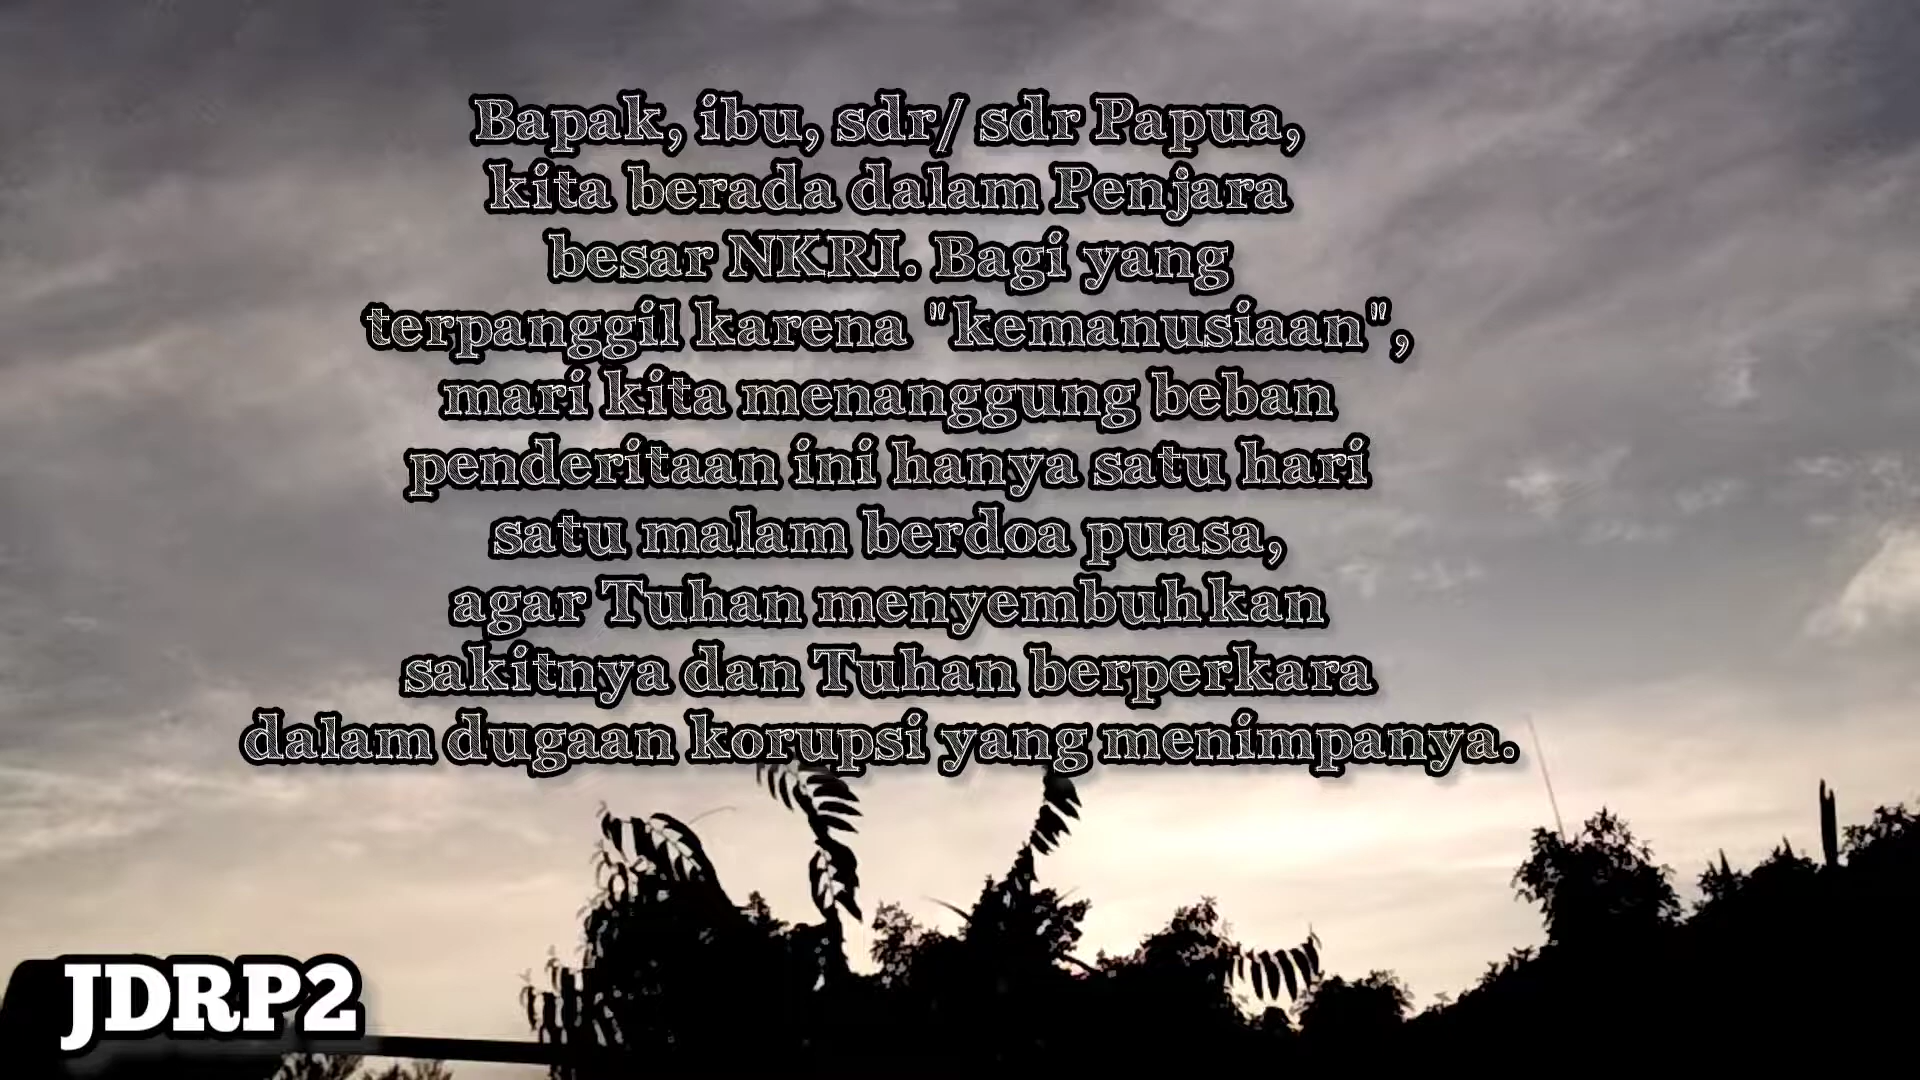 Bapak, ibu, sdr/ sdr Papua,
kita berada dalam Penjara
besar NKRI. Bagi yang
terpanggil karena "kemanusiaan",
mari kita menanggung beban
penderitaan ini hanya satu hari
satu malam berdoa puasa,
agar Tuhan menyembuhkan
sakitnya dan Tuhan berperkara
dalam dugaan korupsi yang menimpanya.
JDRP2